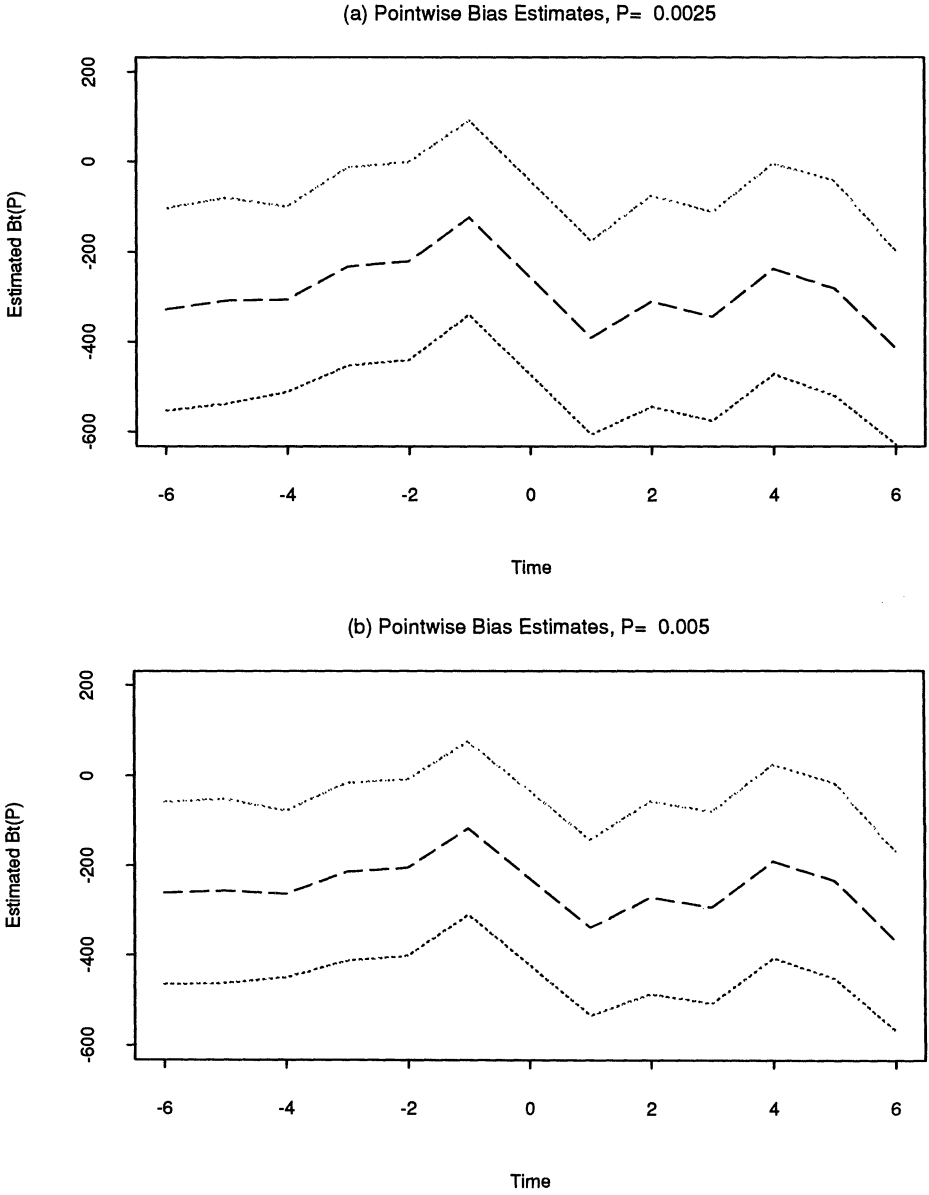 (a) Pointwise Bias Estimates, P= 0.0025
Estimated Bt(P)
200
0
-200
-400
-600
-6 -4 -2 0 2 4 6
Time
(b) Pointwise Bias Estimates, P= 0.005
Estimated Bt(P)
200
0
-200
-400
-600
-6 -4 -2 0 2 4 6
Time